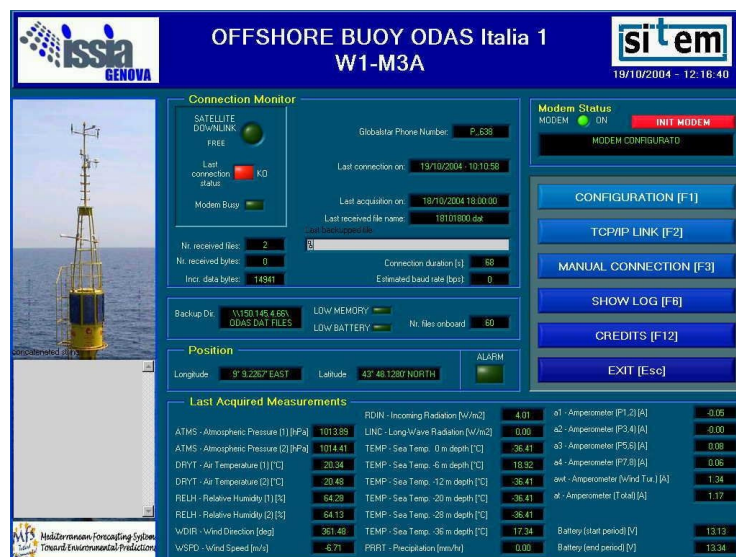 issia
GENOVA
OFFSHORE BUOY ODAS Italia 1
W1-M3A
sitem
19/10/2004 - 12:16:40
Connection Monitor
SATELLITE
DOWNLINK
FREE
Last
connection
status
KO
Modem Busy
Globalstar Phone Number: P_638
Last connection on: 19/10/2004 - 10:10:58
Last acquisition on: 18/10/2004 18:00:00
Last received file name: 18101800.dat
Last backupped file
Nr. received files: 2
Nr. received bytes: 0
Incr. data bytes: 14941
Connection duration [s]: 68
Estimated baud rate (bps): 0
Modem Status
MODEM ON INIT MODEM
MODEM CONFIGURATO
CONFIGURATION [F1]
TCP/IP LINK [F2]
MANUAL CONNECTION [F3]
SHOW LOG [F6]
CREDITS [F12]
EXIT [Esc]
Backup Dir. \\150.145.4.66\
ODAS DAT FILES
LOW MEMORY
LOW BATTERY
Nr. files onboard 60
Position
Longitude 9° 9.2267' EAST Latitude 43° 48.1280' NORTH
ALARM
concatenated string
Last Acquired Measurements
ATMS - Atmospheric Pressure (1) [hPa] 1013.89
ATMS - Atmospheric Pressure (2) [hPa] 1014.41
DRYT - Air Temperature (1) [°C] 20.34
DRYT - Air Temperature (2) [°C] 20.48
RELH - Relative Humidity (1) [%] 64.28
RELH - Relative Humidity (2) [%] 64.13
WDIR - Wind Direction [deg] 361.48
WSPD - Wind Speed [m/s] -6.71
RDIN - Incoming Radiation [W/m2] 4.01
LINC - Long-Wave Radiation [W/m2] 0.00
TEMP - Sea Temp. 0 m depth [°C] -36.41
TEMP - Sea Temp. -6 m depth [°C] 18.92
TEMP - Sea Temp. -12 m depth [°C] -36.41
TEMP - Sea Temp. -20 m depth [°C] -36.41
TEMP - Sea Temp. -28 m depth [°C] -36.41
TEMP - Sea Temp. -36 m depth [°C] 17.34
PRRT - Precipitation [mm/hr] 0.00
a1 - Amperometer (P1,2) [A] -0.05
a2 - Amperometer (P3,4) [A] -0.00
a3 - Amperometer (P5,6) [A] 0.08
a4 - Amperometer (P7,8) [A] 0.06
awt - Amperometer (Wind Tur.) [A] 1.34
at - Amperometer (Total) [A] 1.17
Battery (start period) [V] 13.13
Battery (end period) [V] 13.34
MfS
Mediterranean Forecasting System
Toward Environmental Prediction